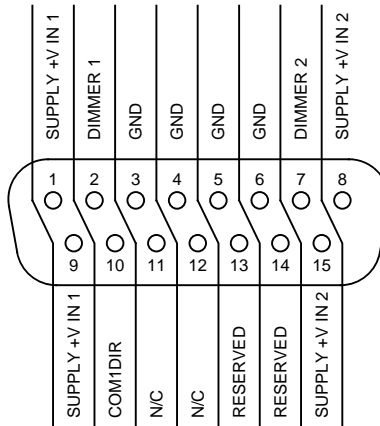 SUPPLY +V IN 1
DIMMER 1
GND
GND
GND
GND
DIMMER 2
SUPPLY +V IN 2
1 2 3 4 5 6 7 8
9 10 11 12 13 14 15
SUPPLY +V IN 1
COM1DIR
N/C
N/C
RESERVED
RESERVED
SUPPLY +V IN 2